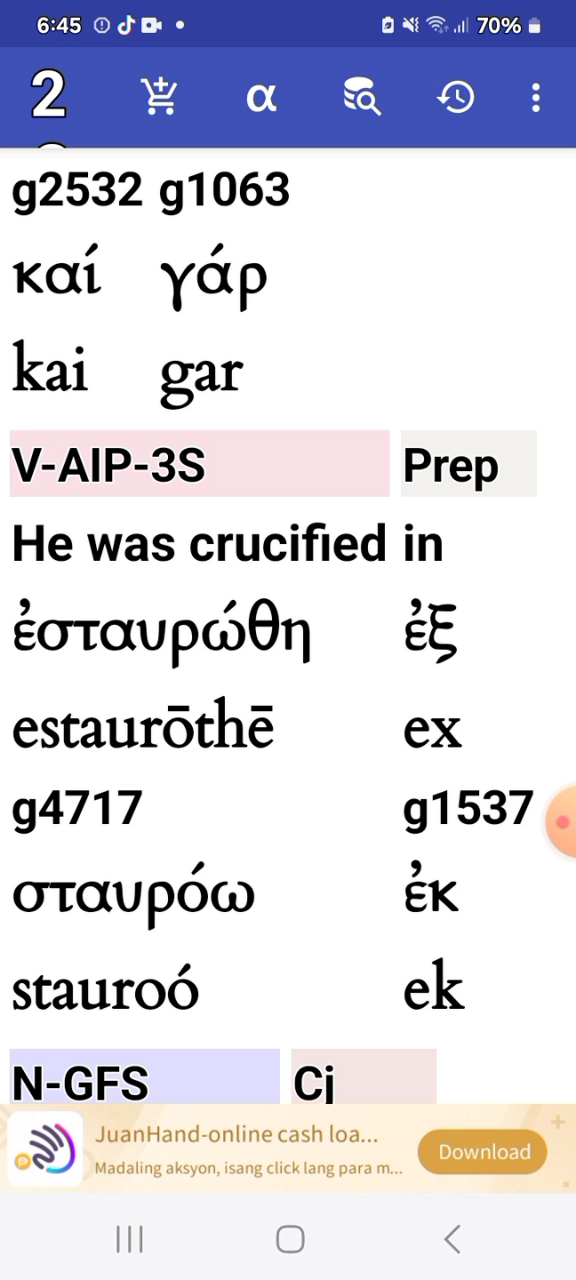 6:45 70%
2 α
g2532 g1063
καί γάρ
kai gar
V-AIP-3S Prep
He was crucified in
ἐσταυρώθη ἐξ
estaurōthē ex
g4717 g1537
σταυρόω ἐκ
stauroó ek
N-GFS Cj
JuanHand-online cash loa...
Madaling aksyon, isang click lang para m...
Download